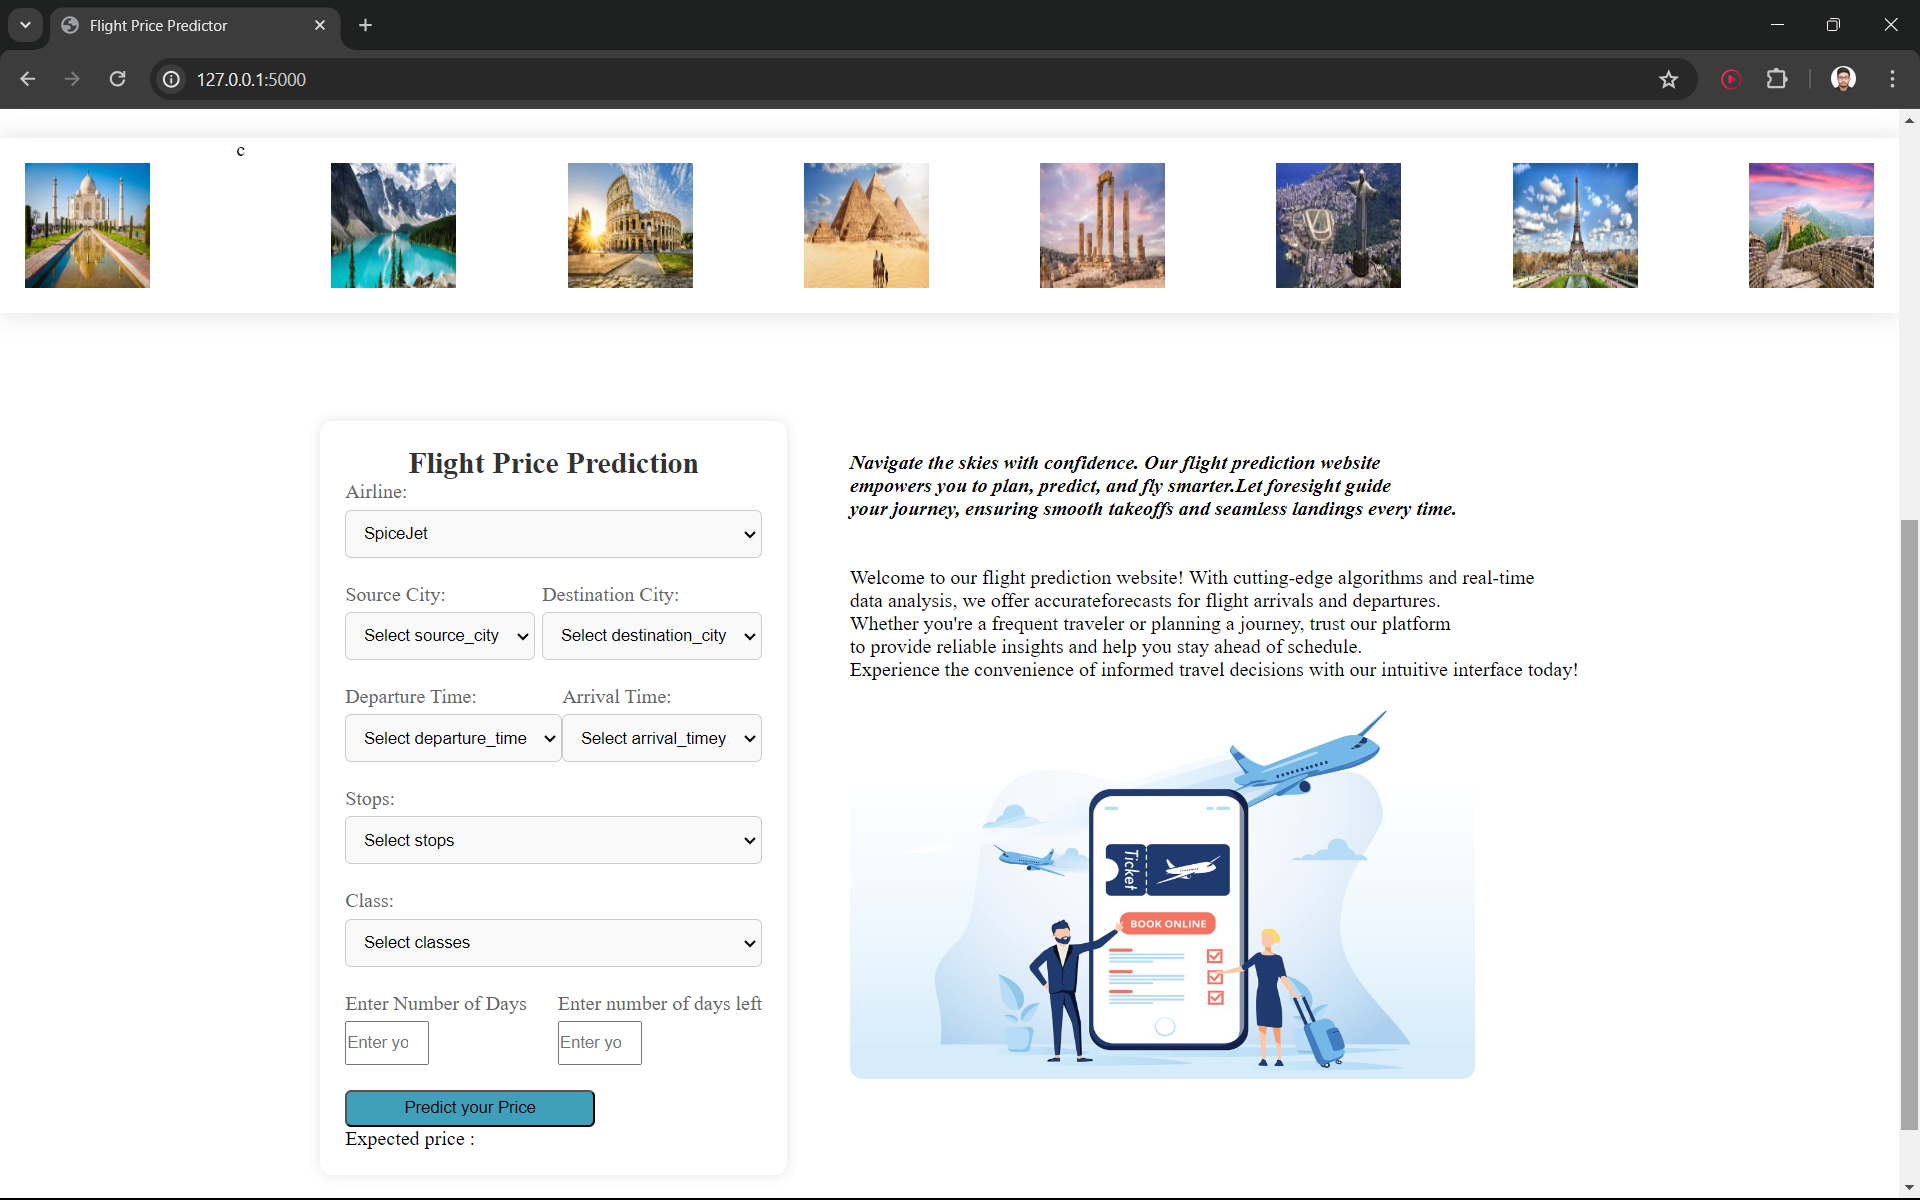 Flight Price Predictor
127.0.0.1:5000
c
Flight Price Prediction
Airline:
SpiceJet
Source City: Destination City:
Select source_city Select destination_city
Departure Time: Arrival Time:
Select departure_time Select arrival_timey
Stops:
Select stops
Class:
Select classes
Enter Number of Days Enter number of days left
Enter yo Enter yo
Predict your Price
Expected price :
Navigate the skies with confidence. Our flight prediction website
empowers you to plan, predict, and fly smarter.Let foresight guide
your journey, ensuring smooth takeoffs and seamless landings every time.
Welcome to our flight prediction website! With cutting-edge algorithms and real-time
data analysis, we offer accurateforecasts for flight arrivals and departures.
Whether you're a frequent traveler or planning a journey, trust our platform
to provide reliable insights and help you stay ahead of schedule.
Experience the convenience of informed travel decisions with our intuitive interface today!
Ticket
BOOK ONLINE